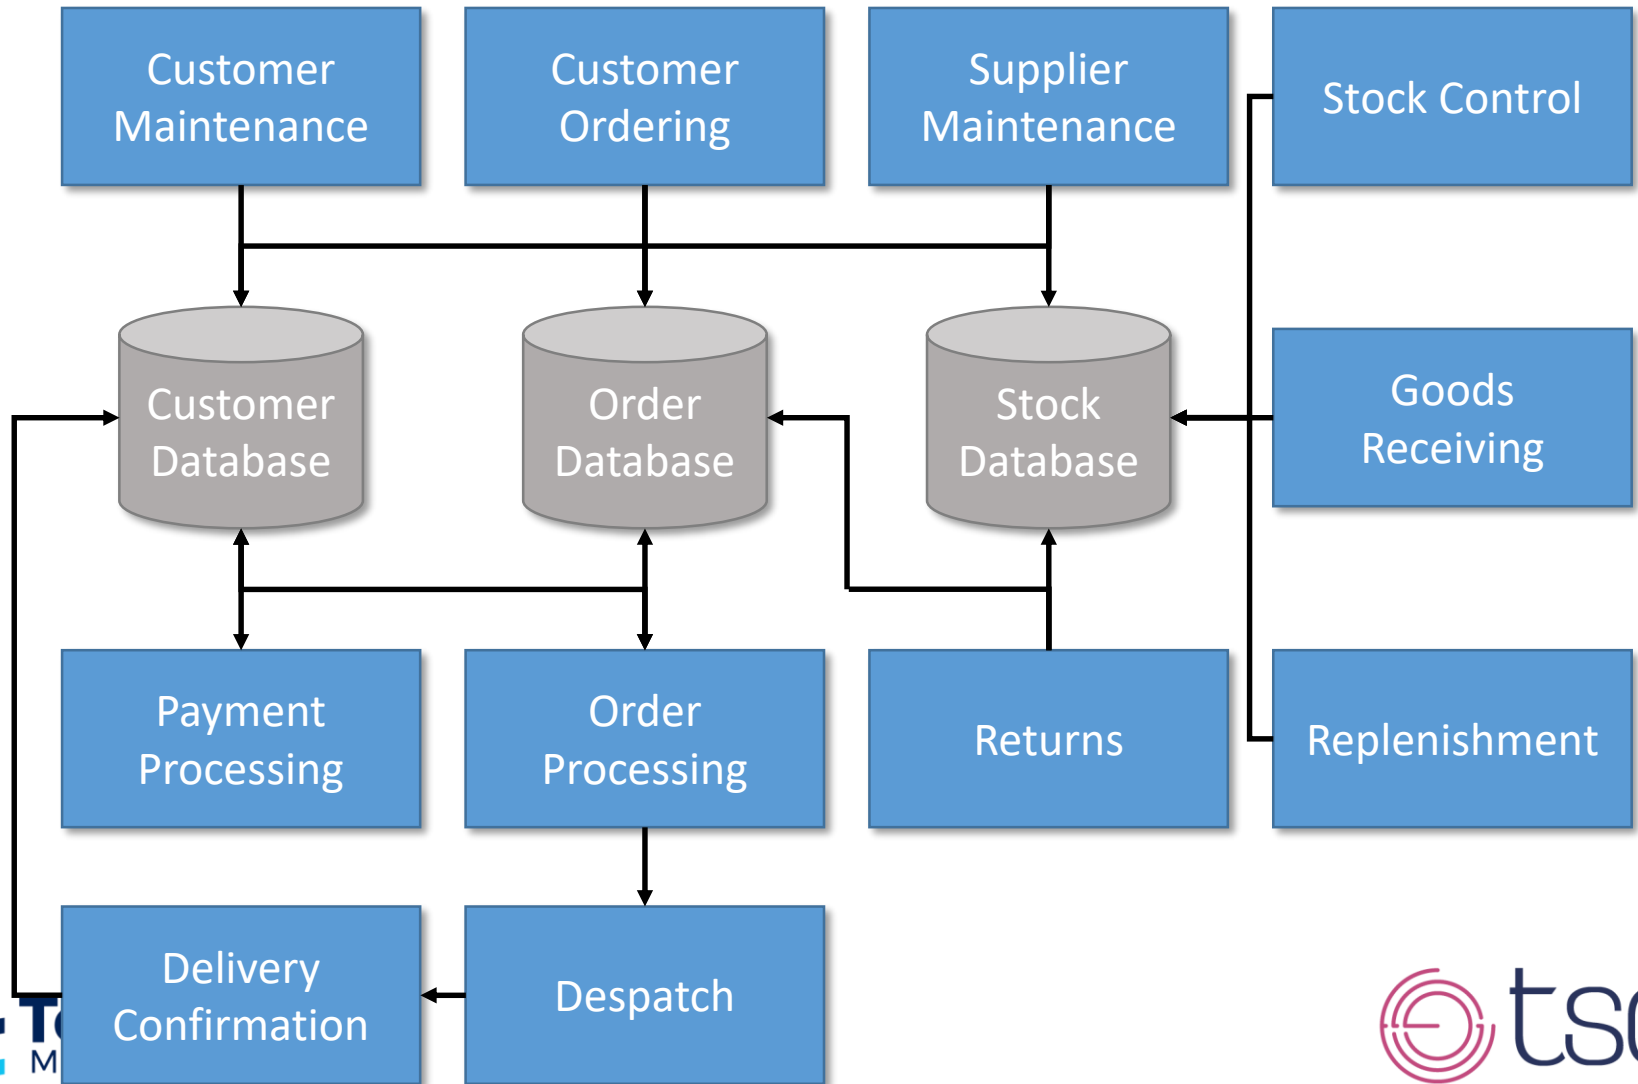 Customer
Maintenance
Customer
Ordering
Supplier
Maintenance
Stock Control
Customer
Database
Order
Database
Stock
Database
Goods
Receiving
Payment
Processing
Order
Processing
Returns
Replenishment
Delivery
Confirmation
Despatch